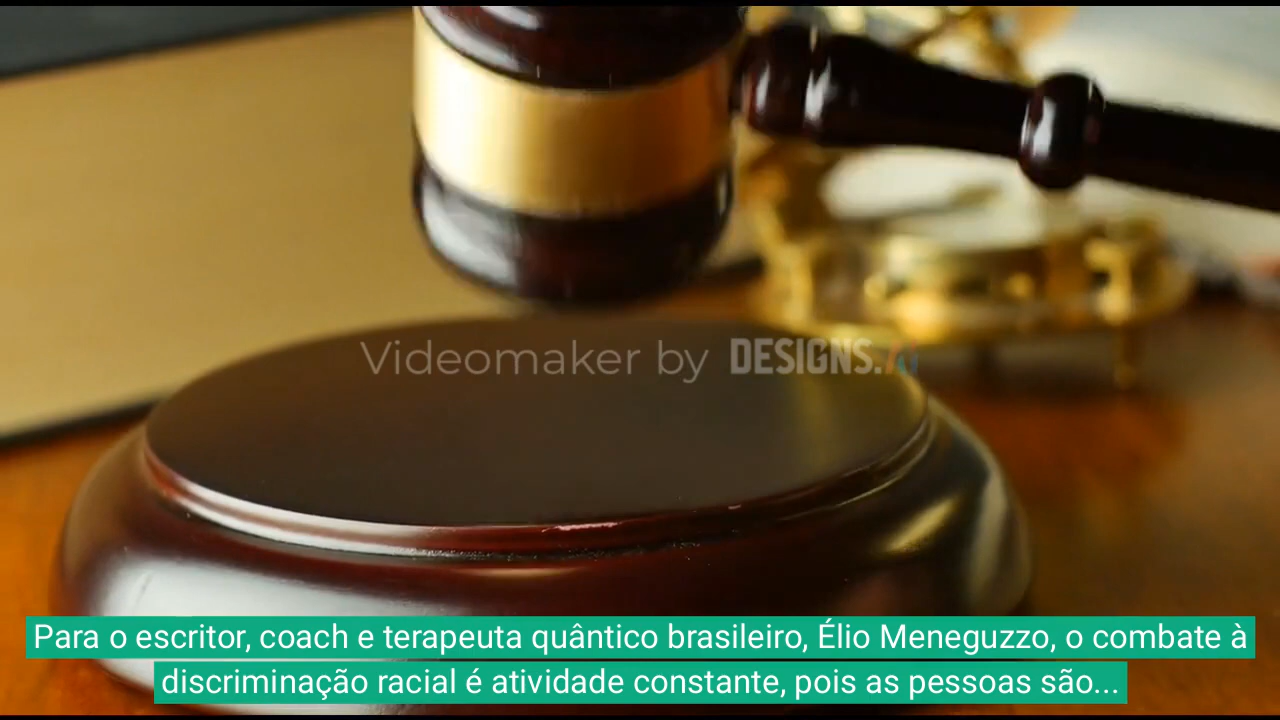 Videomaker by DESIGNS.AI
Para o escritor, coach e terapeuta quântico brasileiro, Élio Meneguzzo, o combate à
discriminação racial é atividade constante, pois as pessoas são...